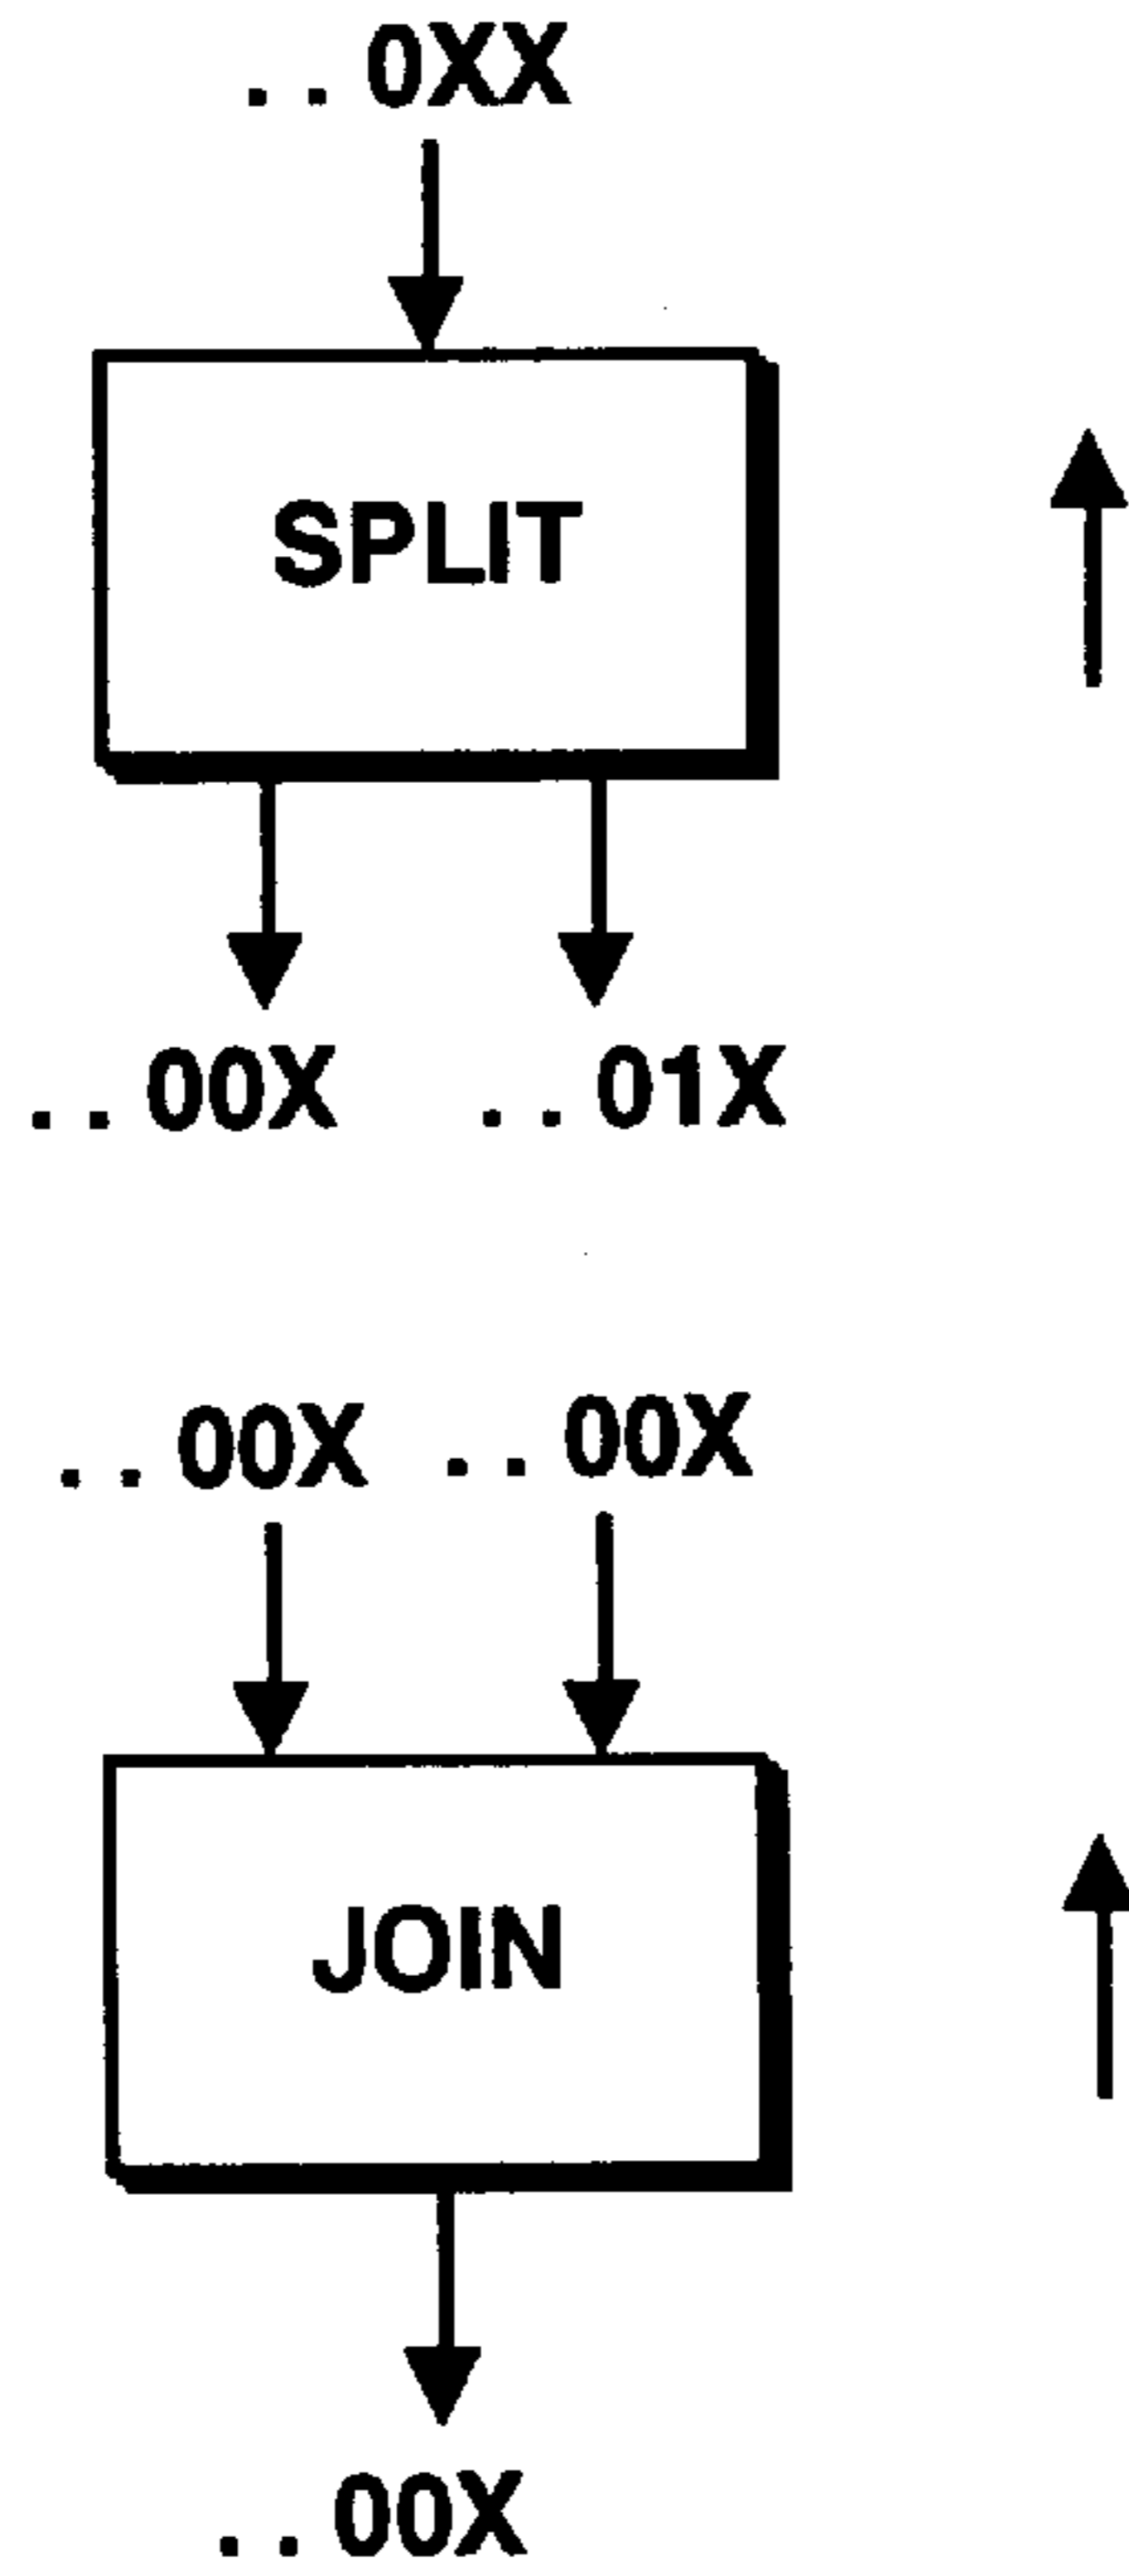 . . 0XX
SPLIT
. . 00X . . 01X
. . 00X . . 00X
JOIN
. . 00X